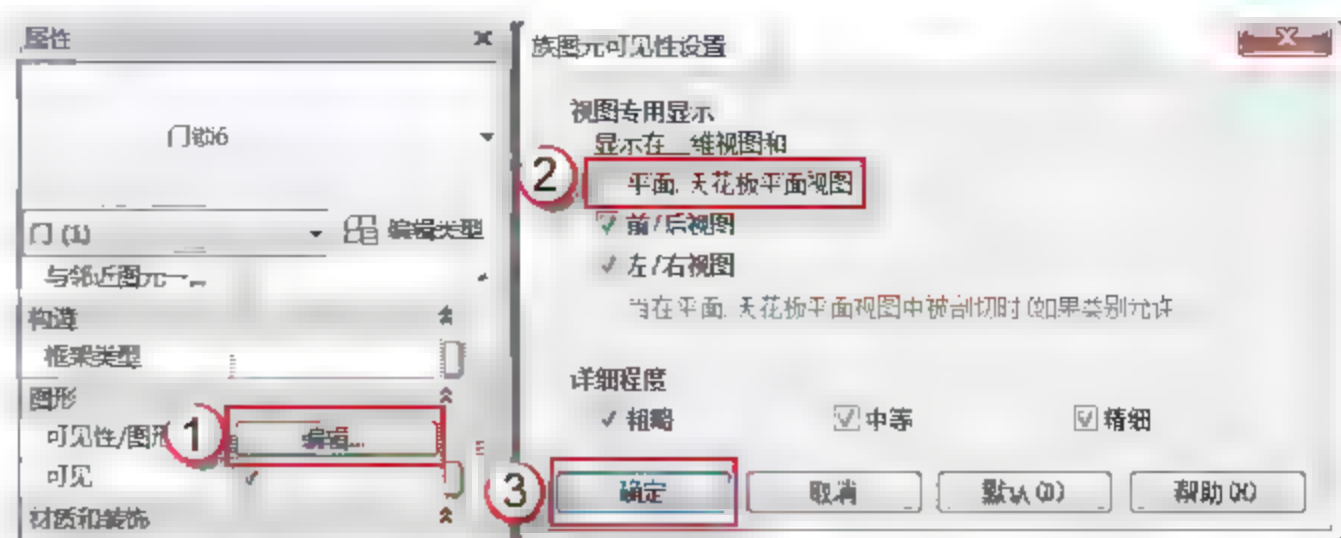 属性
门锁6
门 (1)
编辑类型
与邻近图元一...
构造
框架类型
图形
可见性/图形
1
编辑...
可见
材质和装饰
族图元可见性设置
视图专用显示
显示在二维视图和
2
平面/天花板平面视图
前/后视图
左/右视图
当在平面/天花板平面视图中被剖切时(如果类别允许
详细程度
粗略 中等 精细
3
确定 取消 默认(D) 帮助(H)